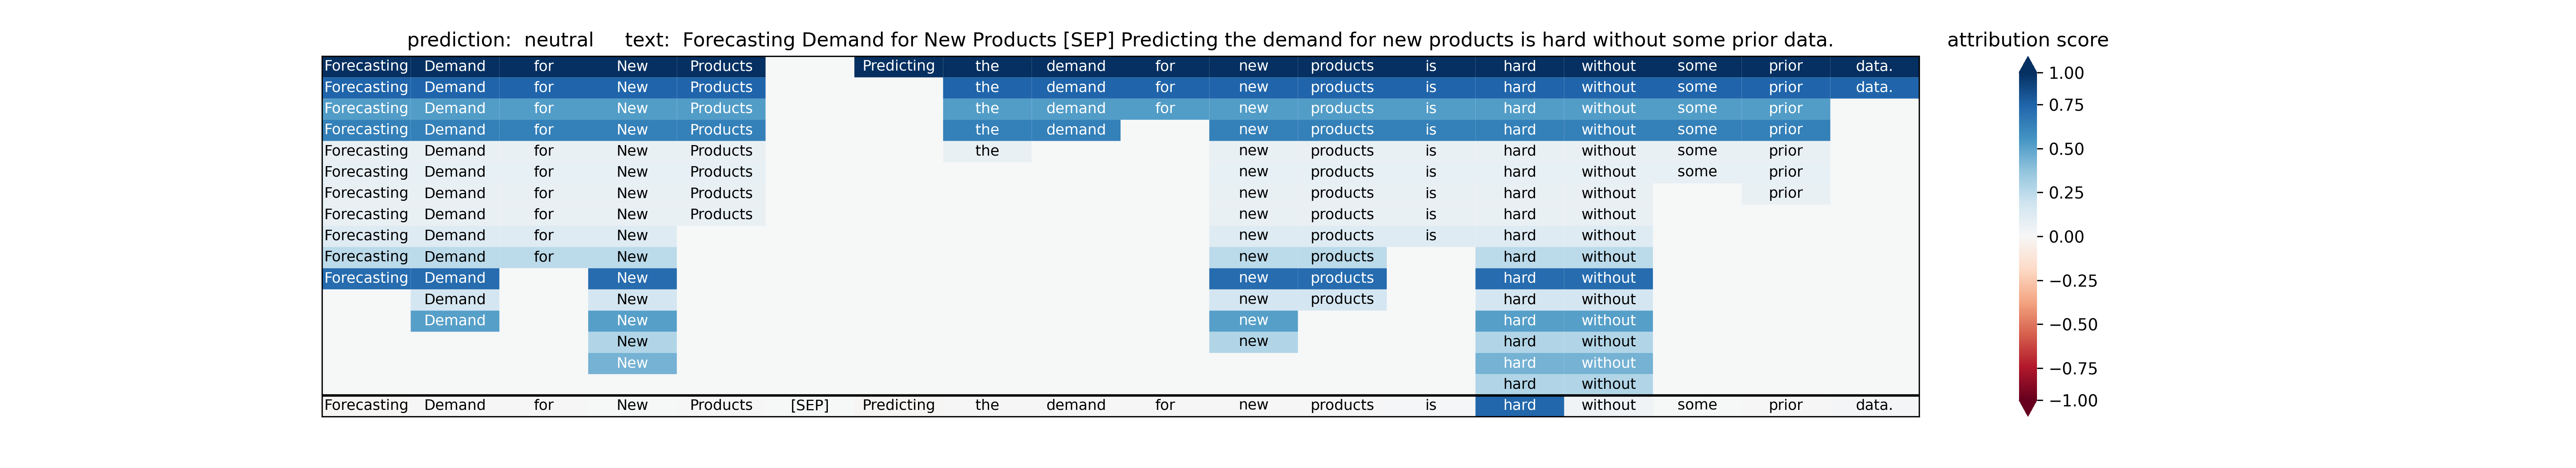 prediction: neutral text: Forecasting Demand for New Products [SEP] Predicting the demand for new products is hard without some prior data. attribution score
Forecasting Demand for New Products Predicting the demand for new products is hard without some prior data. 1.00
Forecasting Demand for New Products the demand for new products is hard without some prior data.
Forecasting Demand for New Products the demand for new products is hard without some prior 0.75
Forecasting Demand for New Products the demand new products is hard without some prior
Forecasting Demand for New Products the new products is hard without some prior 0.50
Forecasting Demand for New Products new products is hard without some prior
Forecasting Demand for New Products new products is hard without prior 0.25
Forecasting Demand for New Products new products is hard without
Forecasting Demand for New new products is hard without 0.00
Forecasting Demand for New new products hard without
Forecasting Demand New new products hard without −0.25
Demand New new products hard without
Demand New new hard without −0.50
New new hard without
New hard without −0.75
hard without
Forecasting Demand for New Products [SEP] Predicting the demand for new products is hard without some prior data. −1.00